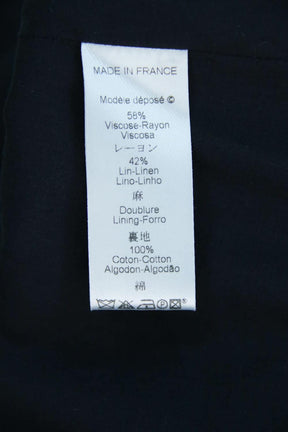 MADE IN FRANCE
Modèle déposé ©
58%
Viscose-Rayon
Viscosa
レーヨン
42%
Lin-Linen
Lino-Linho
麻
Doublure
Lining-Forro
裏地
100%
Coton-Cotton
Algodon-Algodão
綿